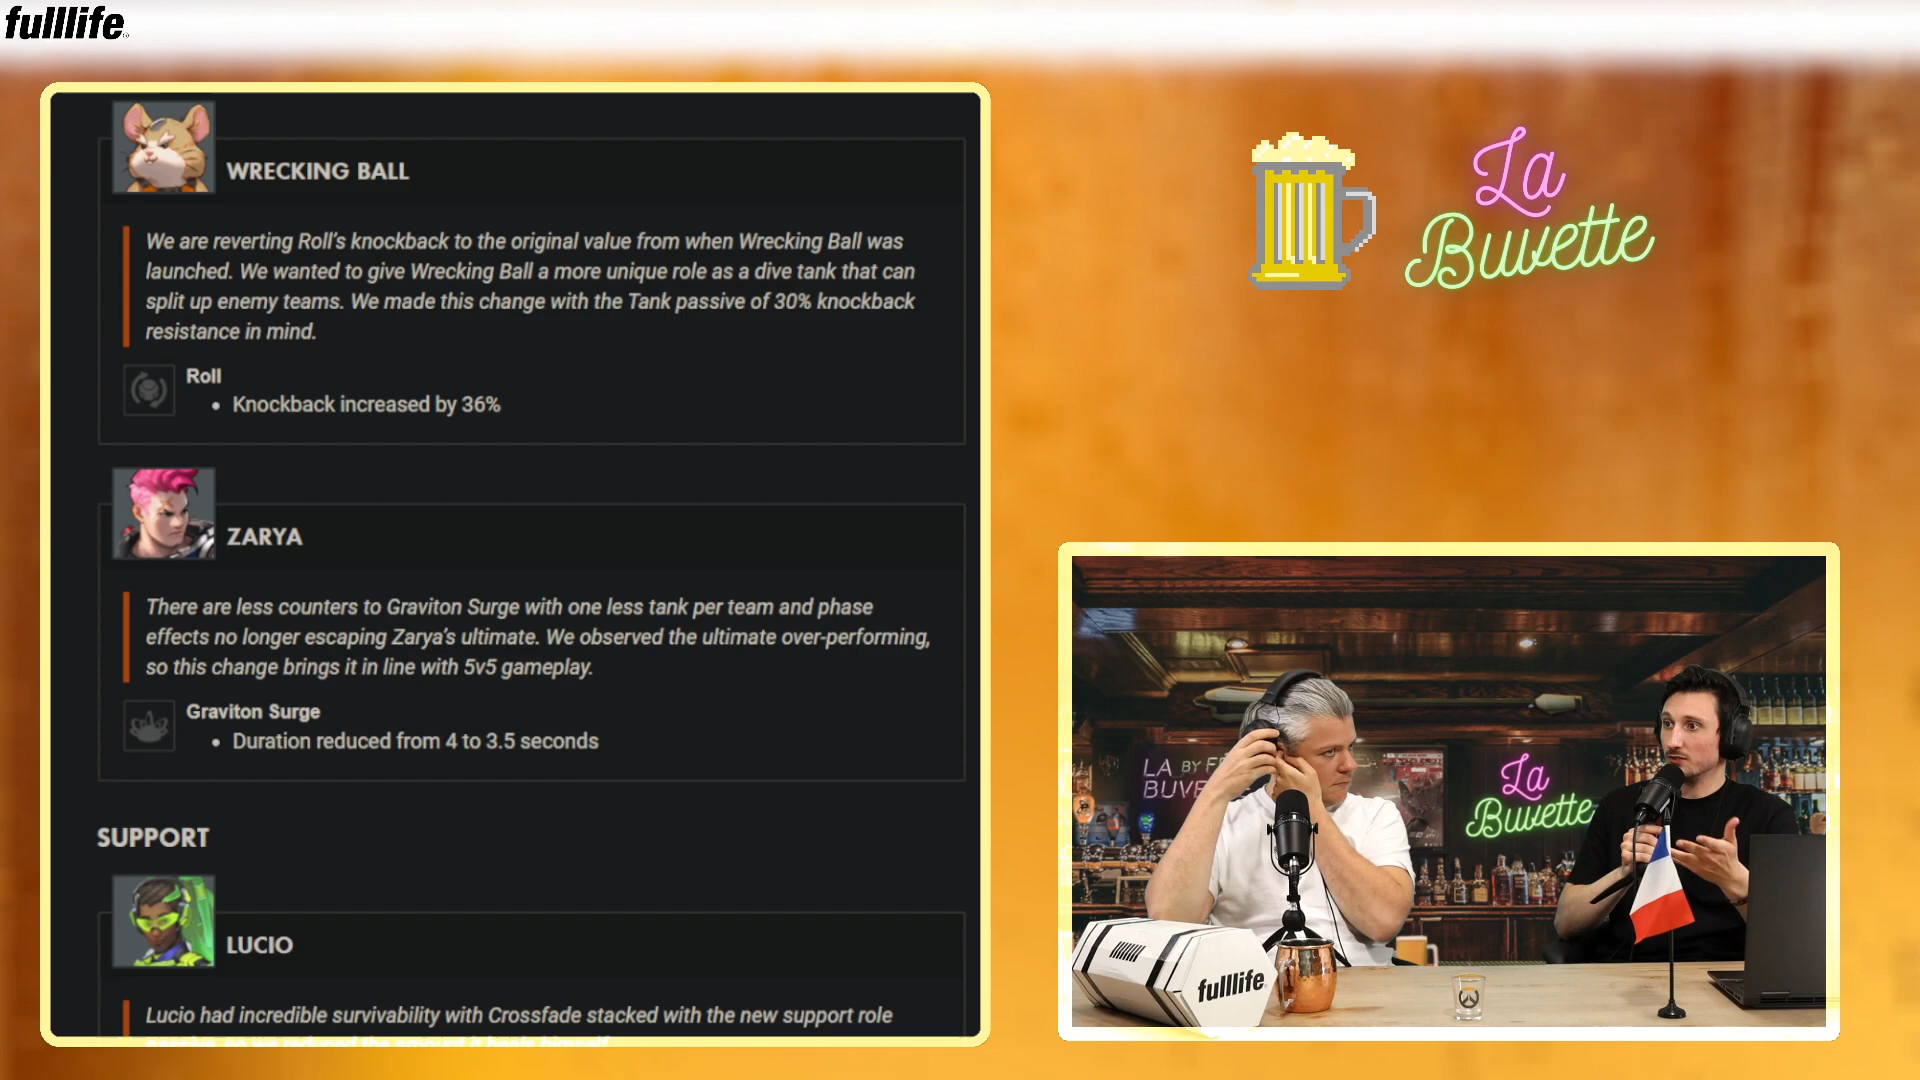 fulllife
WRECKING BALL
We are reverting Roll's knockback to the original value from when Wrecking Ball was
launched. We wanted to give Wrecking Ball a more unique role as a dive tank that can
split up enemy teams. We made this change with the Tank passive of 30% knockback
resistance in mind.
Roll
• Knockback increased by 36%
ZARYA
There are less counters to Graviton Surge with one less tank per team and phase
effects no longer escaping Zarya's ultimate. We observed the ultimate over-performing,
so this change brings it in line with 5v5 gameplay.
Graviton Surge
• Duration reduced from 4 to 3.5 seconds
SUPPORT
LUCIO
Lucio had incredible survivability with Crossfade stacked with the new support role
La
Buvette
LA BY
BUVE
La
Buvette
fulllife